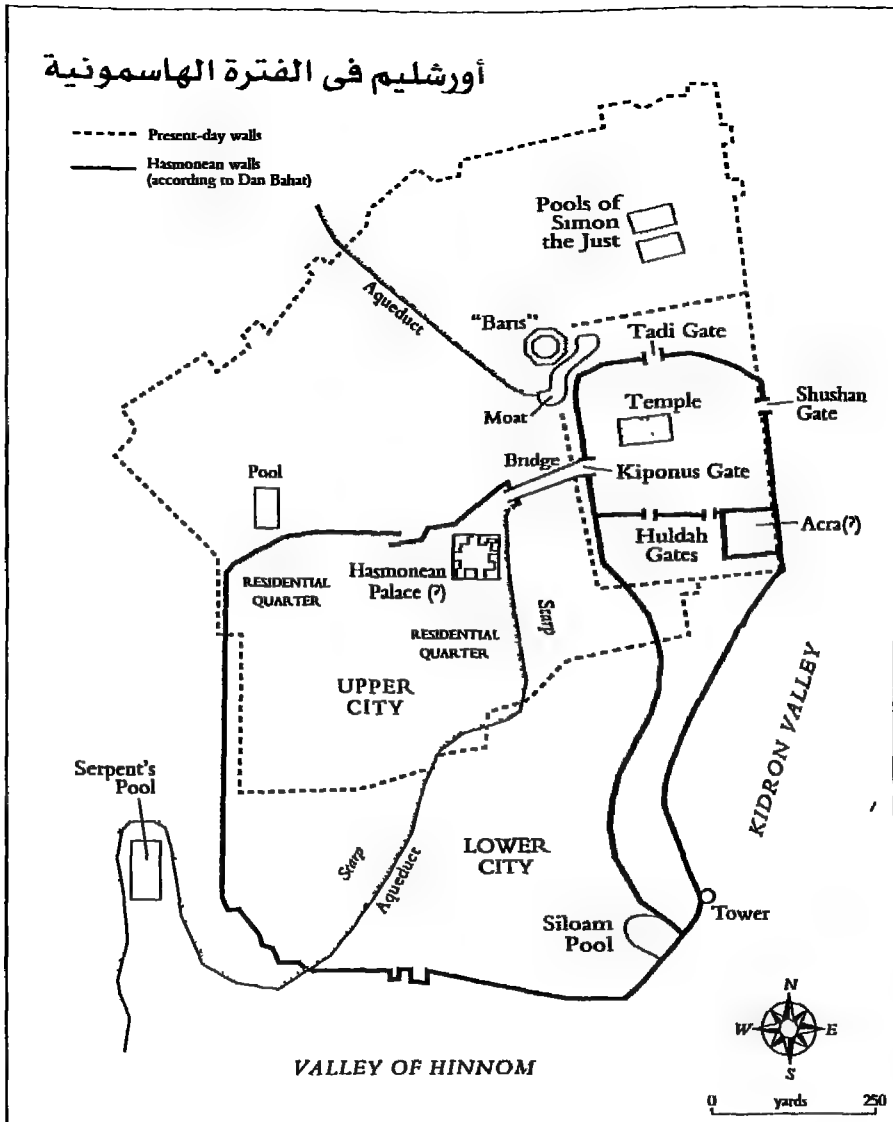 أورشليم فى الفترة الهاسمونية
Present-day walls
Hasmonean walls
(according to Dan Bahat)
Pools of
Simon
the Just
Aqueduct
"Baris"
Tadi Gate
Moat
Temple
Shushan
Gate
Bridge
Kiponus Gate
Pool
Acra(?)
Huldah
Gates
Hasmonean
Palace (?)
RESIDENTIAL
QUARTER
Scarp
RESIDENTIAL
QUARTER
UPPER
CITY
KIDRON VALLEY
Serpent's
Pool
LOWER
CITY
Scarp
Aqueduct
Tower
Siloam
Pool
N
W
E
S
VALLEY OF HINNOM
0 yards 250